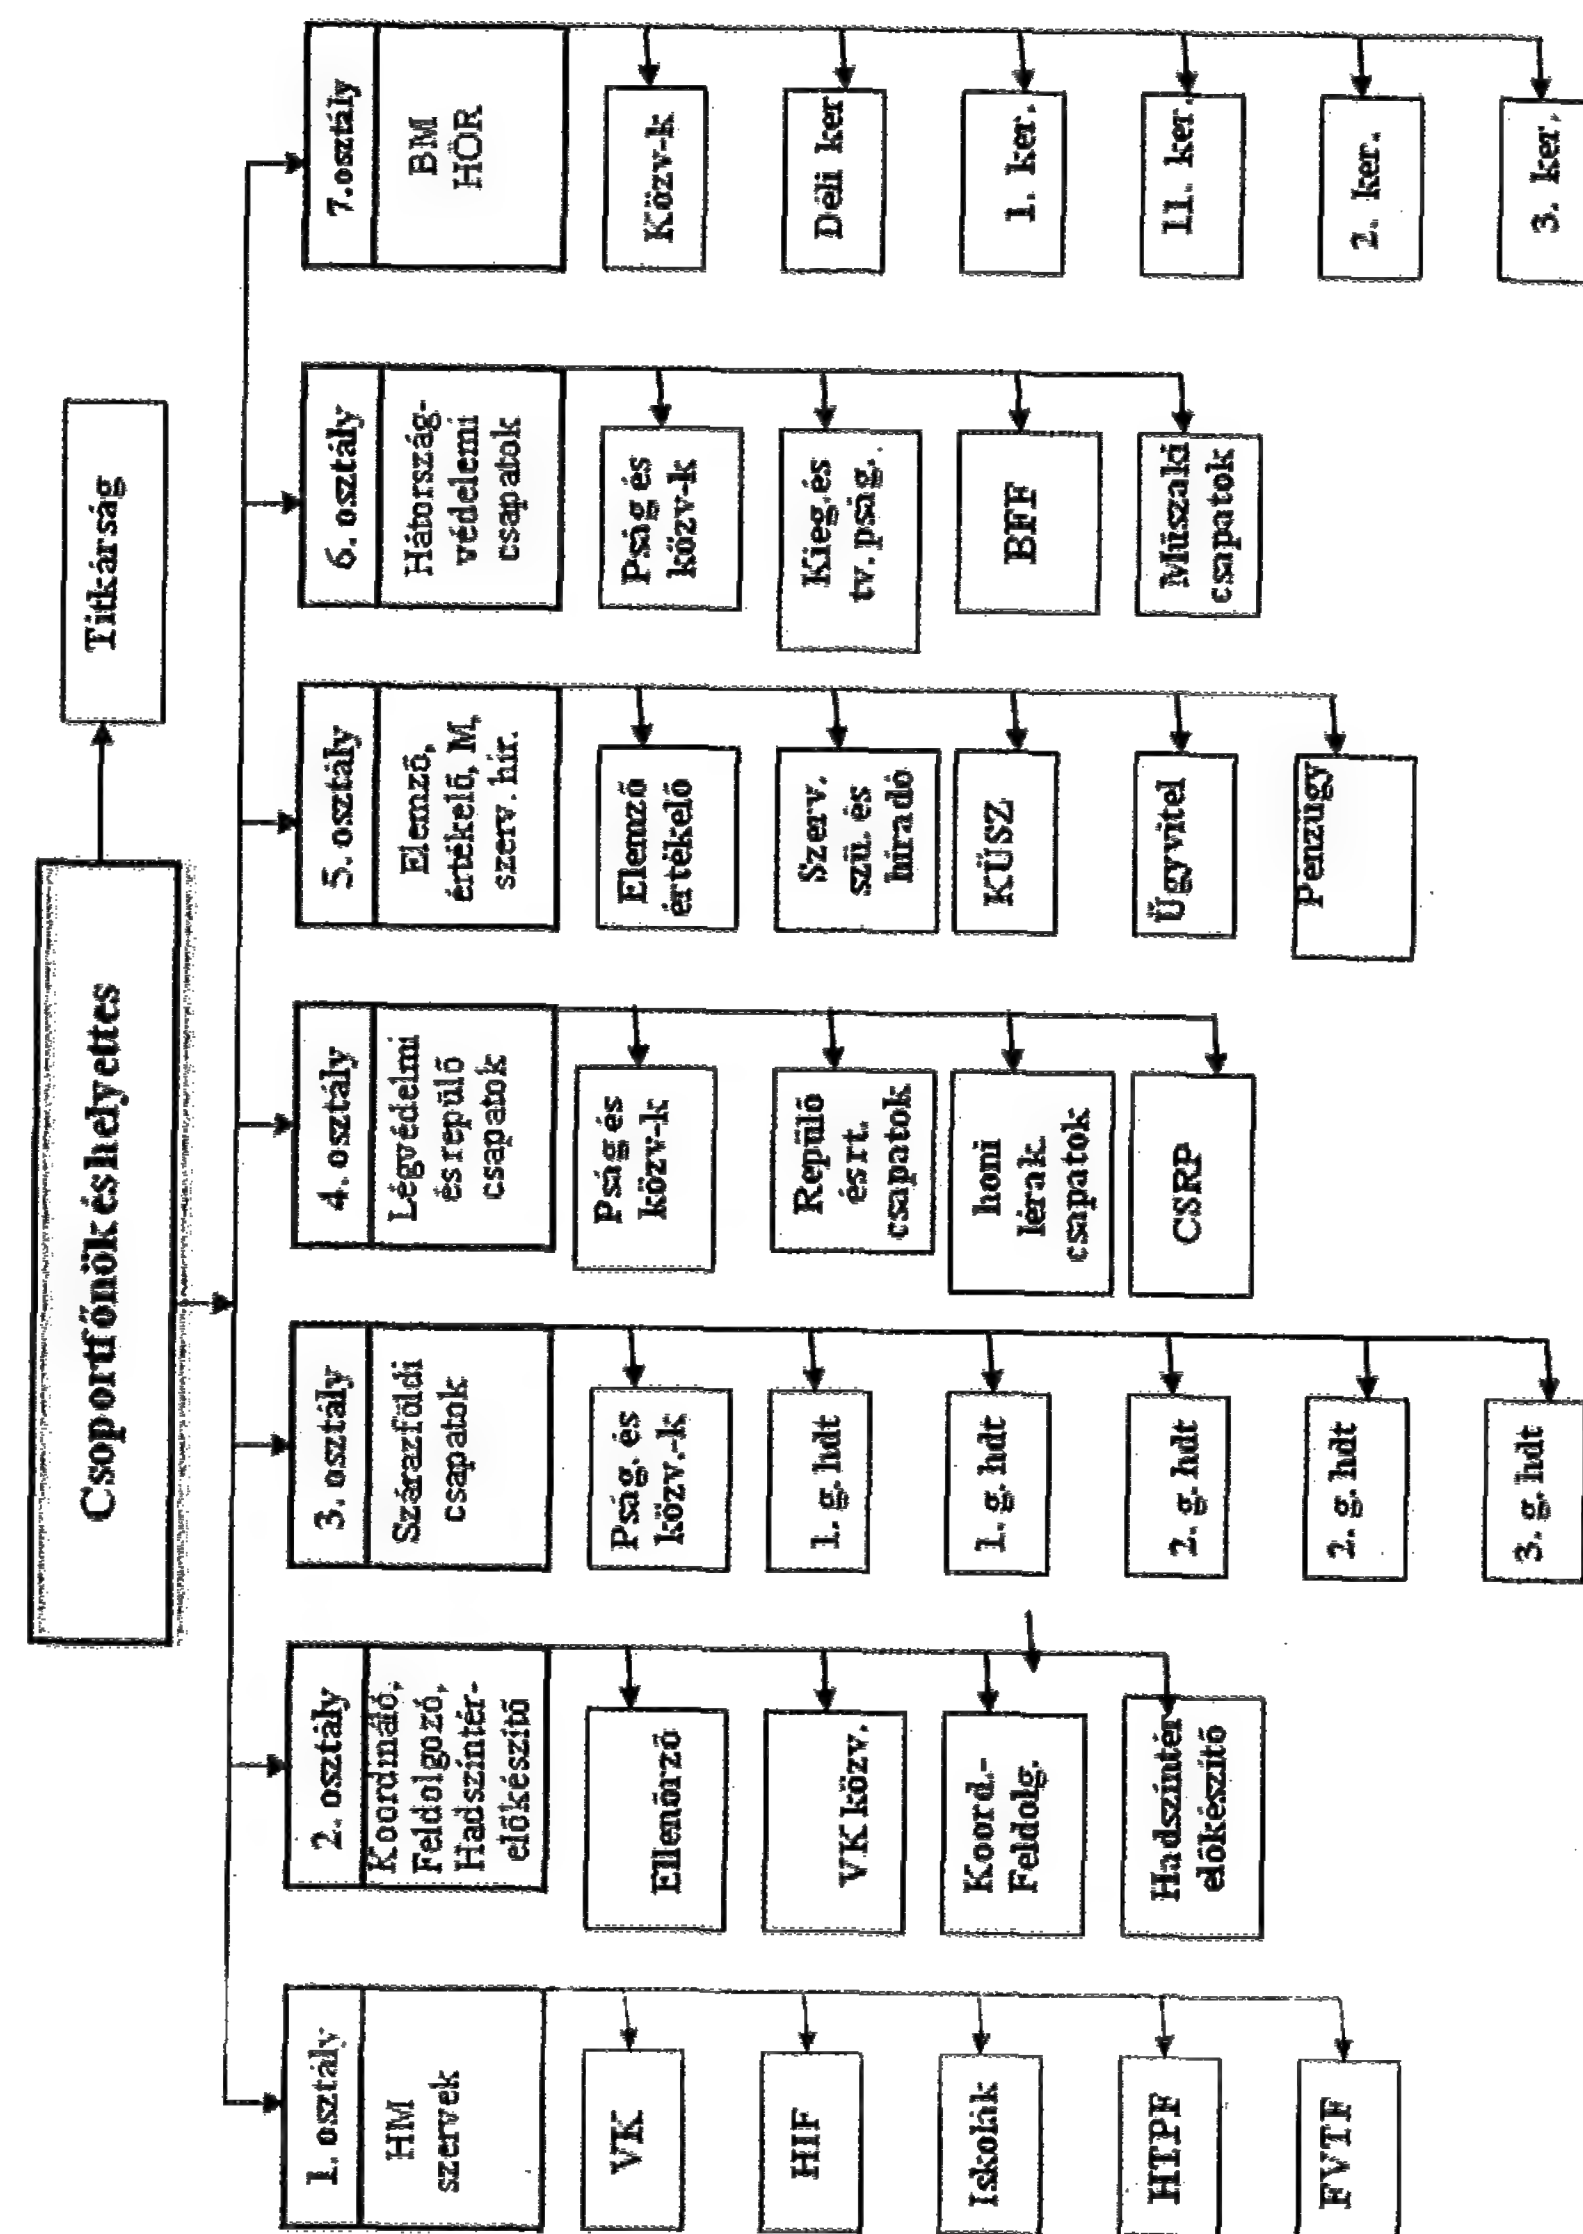 Csoportfőnök és helyettes
Titkárság
1. osztály
HM
szervek
VK
HIF
Iskolák
HTPF
FVTF
2. osztály
Koordináló,
Feldolgozó,
Hadszíntér-
előkészítő
Ellenőrző
VK közv.
Koord.-
Feldolg.
Hadszíntér
előkészítő
3. osztály
Szárazföldi
csapatok
Pság. és
közv.-k
1. g. hdt
1. g. hdt
2. g. hdt
2. g. hdt
3. g. hdt
4. osztály
Légvédelmi
és repülő
csapatok
Pság és
közv-k
Repülő
és rt.
csapatok
honi
lérak.
csapatok
CSRP
5. osztály
Elemző,
értékelő, M,
szerv. hír.
Elemző
értékelő
Szerv.
szü. és
híradó
KÜSZ
Ügyvitel
Pénzügy
6. osztály
Hátország-
védelemi
csapatok
Pság és
közv-k
Kieg. és
tv. pság.
BFF
Műszaki
csapatok
7. osztály
BM
HŐR
Közv-k
Déli ker
1. ker.
11. ker.
2. ker.
3. ker.